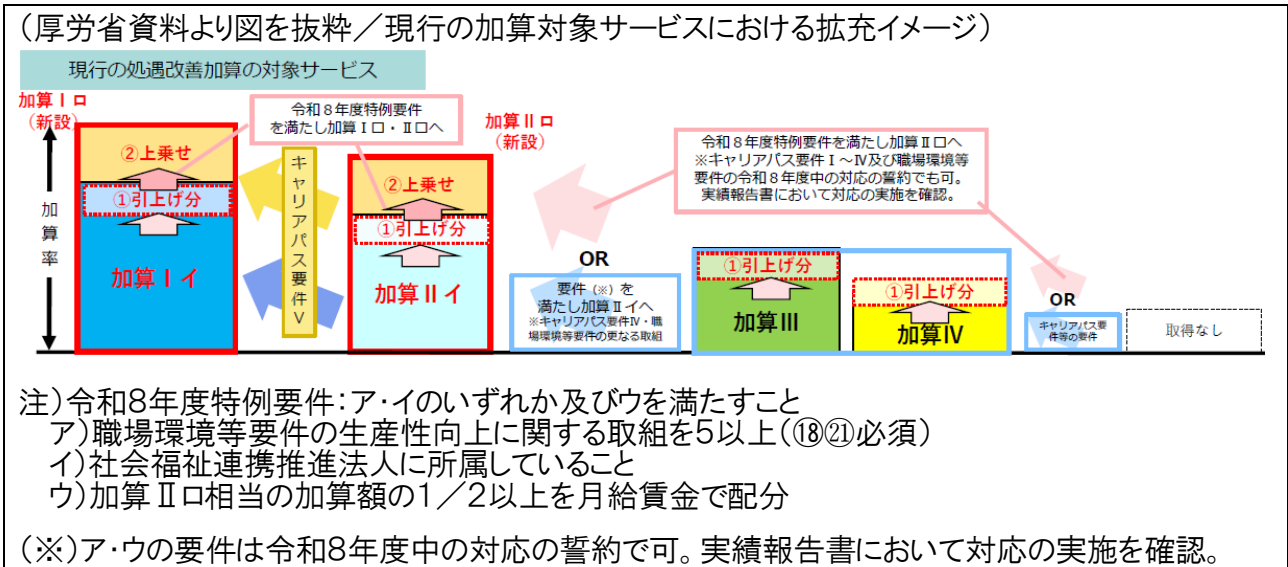 (厚労省資料より図を抜粋/現行の加算対象サービスにおける拡充イメージ)
現行の処遇改善加算の対象サービス
加算Ⅰロ
(新設)
加算率
②上乗せ
①引上げ分
加算Ⅰイ
令和8年度特例要件
を満たし加算Ⅰロ・Ⅱロへ
キャリアパス要件Ⅴ
加算Ⅱロ
(新設)
②上乗せ
①引上げ分
加算Ⅱイ
OR
要件(※)を
満たし加算Ⅱイへ
※キャリアパス要件Ⅳ・職
場環境等要件の更なる取組
令和8年度特例要件を満たし加算Ⅱロへ
※キャリアパス要件Ⅰ～Ⅳ及び職場環境等
要件の令和8年度中の対応の誓約でも可。
実績報告書において対応の実施を確認。
①引上げ分
加算Ⅲ
①引上げ分
加算Ⅳ
OR
キャリアパス要
件等の要件
取得なし
注)令和8年度特例要件:ア・イのいずれか及びウを満たすこと
ア)職場環境等要件の生産性向上に関する取組を5以上(⑱㉑必須)
イ)社会福祉連携推進法人に所属していること
ウ)加算Ⅱロ相当の加算額の1/2以上を月給賃金で配分
(※)ア・ウの要件は令和8年度中の対応の誓約で可。実績報告書において対応の実施を確認。